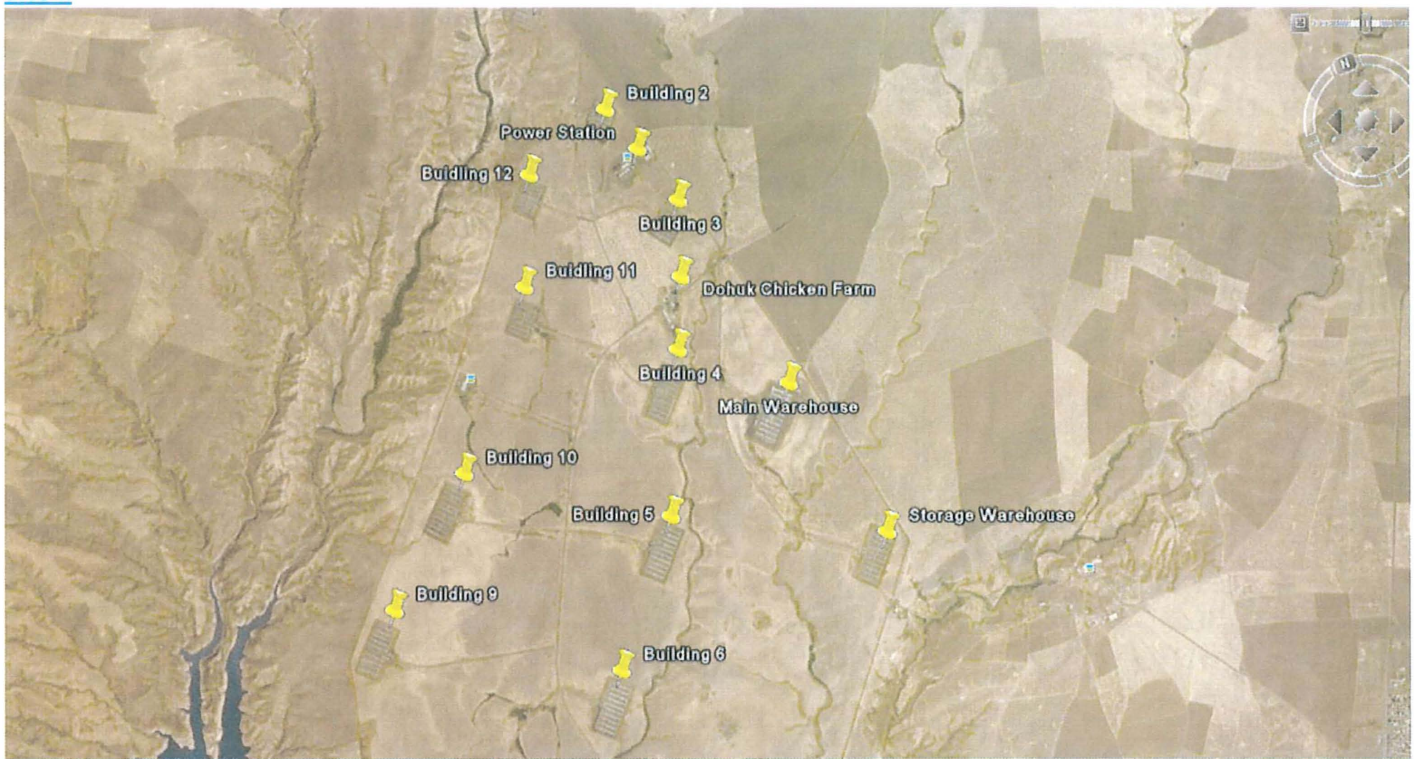 N
Building 2
Power Station
Buidling 12
Building 3
Buidling 11
Dohuk Chicken Farm
Building 4
Main Warehouse
Building 10
Building 5
Storage Warehouse
Building 9
Building 6